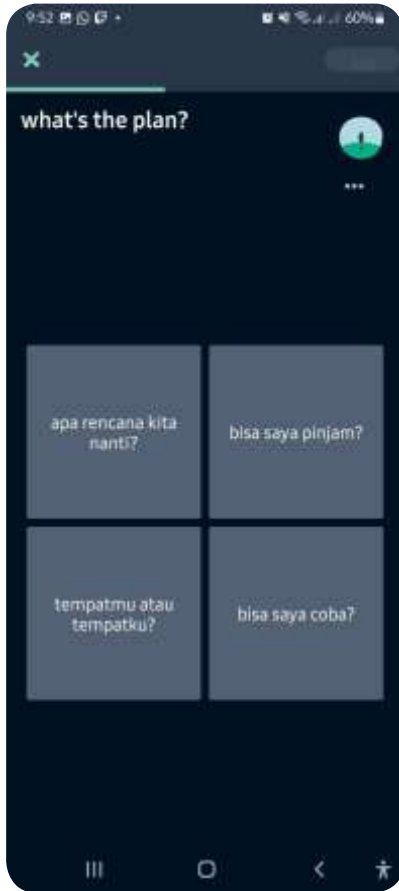 9:52
60%
what's the plan?
apa rencana kita
nanti?
bisa saya pinjam?
tempatmu atau
tempatku?
bisa saya coba?